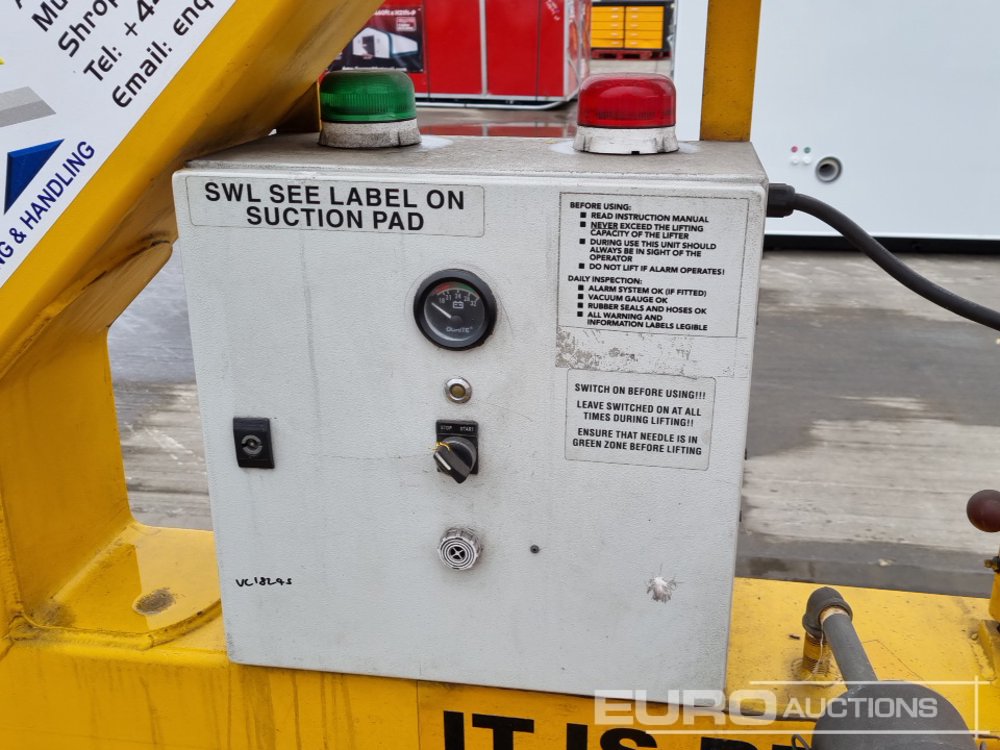 Shrop
Tel: +4
Email: enq
G & HANDLING
SWL SEE LABEL ON
SUCTION PAD
BEFORE USING:
■ READ INSTRUCTION MANUAL
■ NEVER EXCEED THE LIFTING
CAPACITY OF THE LIFTER
■ DURING USE THIS UNIT SHOULD
ALWAYS BE IN SIGHT OF THE
OPERATOR
■ DO NOT LIFT IF ALARM OPERATES!
DAILY INSPECTION:
■ ALARM SYSTEM OK (IF FITTED)
■ VACUUM GAUGE OK
■ RUBBER SEALS AND HOSES OK
■ ALL WARNING AND
INFORMATION LABELS LEGIBLE
STOP START
SWITCH ON BEFORE USING!!!
LEAVE SWITCHED ON AT ALL
TIMES DURING LIFTING!!
ENSURE THAT NEEDLE IS IN
GREEN ZONE BEFORE LIFTING
VC18245
IT IS
EURO AUCTIONS